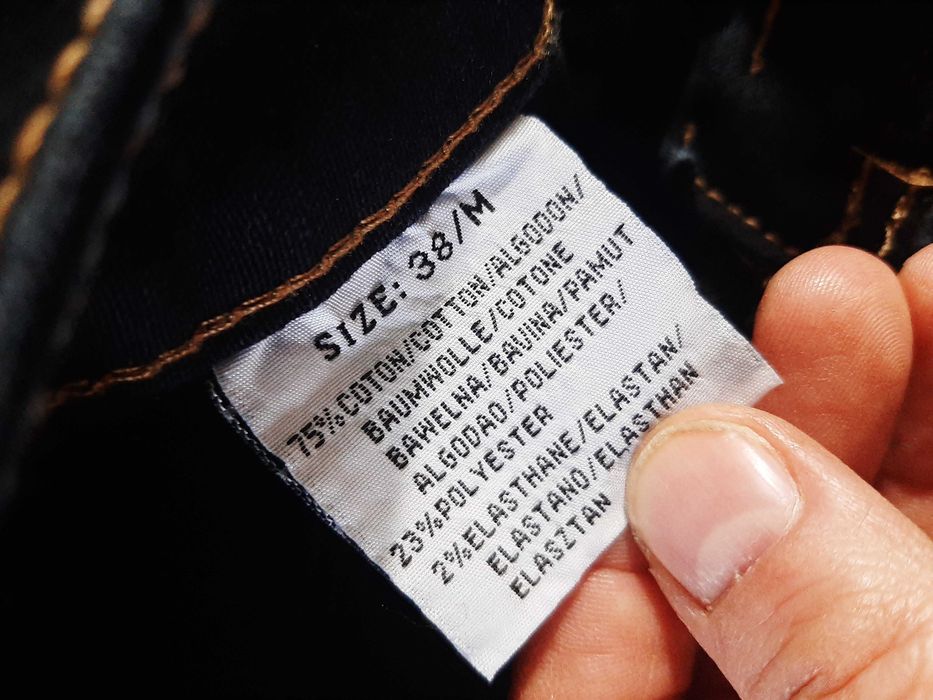 SIZE: 38/M
75%COTON/COTTON/ALGODON/
BAUMWOLLE/COTONE
BAWELNA/BAVINA/PAMUT
ALGODAO/POLIESTER/
23%POLYESTER
2%ELASTHANE/ELASTAN/
ELASTANO/ELASTHAN
ELASZTAN